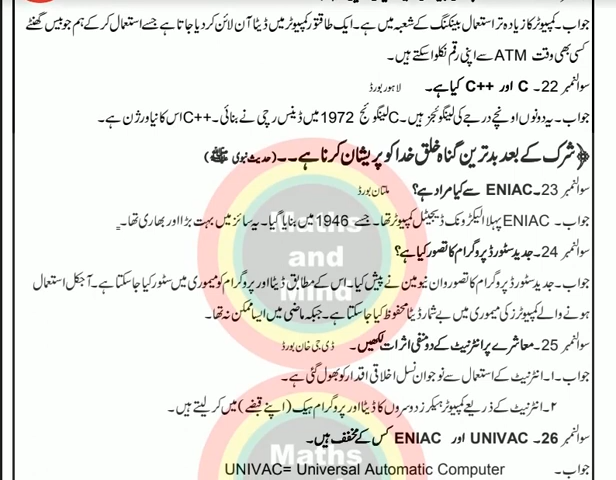 جواب۔ کمپیوٹر کا زیادہ تر استعمال بینکنگ کے شعبہ میں ہے۔ ایک طاقتور کمپیوٹر میں ڈیٹا آن لائن کر دیا جاتا ہے جسے استعمال کر کے ہم چوبیس گھنٹے
کسی بھی وقت ATM سے اپنی رقم نکلوا سکتے ہیں۔
سوالنمبر 22۔ C اور C++ کیا ہے۔ لاہور بورڈ
جواب۔ یہ دونوں اونچے درجے کی لینگوئجز ہیں۔ C لینگوئج 1972 میں ڈینس رچی نے بنائی۔ C++ اس کا نیا ورژن ہے۔
﴿ شرک کے بعد بدترین گناہ خلق خدا کو پریشان کرنا ہے۔۔ (حدیث نبوی ﷺ)
سوالنمبر 23۔ ENIAC سے کیا مراد ہے؟ ملتان بورڈ
جواب۔ ENIAC پہلا الیکٹرونک ڈیجیٹل کمپیوٹر تھا۔ جسے 1946 میں بنایا گیا۔ یہ سائز میں بہت بڑا اور بھاری تھا۔
سوالنمبر 24۔ جدید سٹورڈ پروگرام کا تصور کیا ہے؟
جواب۔ جدید سٹورڈ پروگرام کا تصور وان نیومین نے پیش کیا۔ اس کے مطابق ڈیٹا اور پروگرام کو میموری میں سٹور کیا جا سکتا ہے۔ آجکل استعمال
ہونے والے کمپیوٹرز کی میموری میں بے شمار ڈیٹا محفوظ کیا جا سکتا ہے۔ جبکہ ماضی میں ایسا ممکن نہ تھا۔
سوالنمبر 25۔ معاشرے پر انٹرنیٹ کے دو منفی اثرات لکھیں۔ ڈی جی خان بورڈ
جواب۔ ۱۔ انٹرنیٹ کے استعمال سے نوجوان نسل اخلاقی اقدار کو بھول گئی ہے۔
۲۔ انٹرنیٹ کے ذریعے کمپیوٹر ہیکرز دوسروں کا ڈیٹا اور پروگرام ہیک (اپنے قبضے) میں کر لیتے ہیں۔
سوالنمبر 26۔ UNIVAC اور ENIAC کس کے مخفف ہیں۔
جواب۔ UNIVAC= Universal Automatic Computer
Maths
and
Mind
Maths